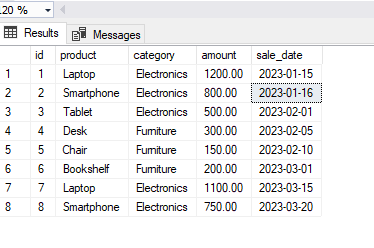 20 %
Results Messages
id product category amount sale_date
1 1 Laptop Electronics 1200.00 2023-01-15
2 2 Smartphone Electronics 800.00 2023-01-16
3 3 Tablet Electronics 500.00 2023-02-01
4 4 Desk Furniture 300.00 2023-02-05
5 5 Chair Furniture 150.00 2023-02-10
6 6 Bookshelf Furniture 200.00 2023-03-01
7 7 Laptop Electronics 1100.00 2023-03-15
8 8 Smartphone Electronics 750.00 2023-03-20